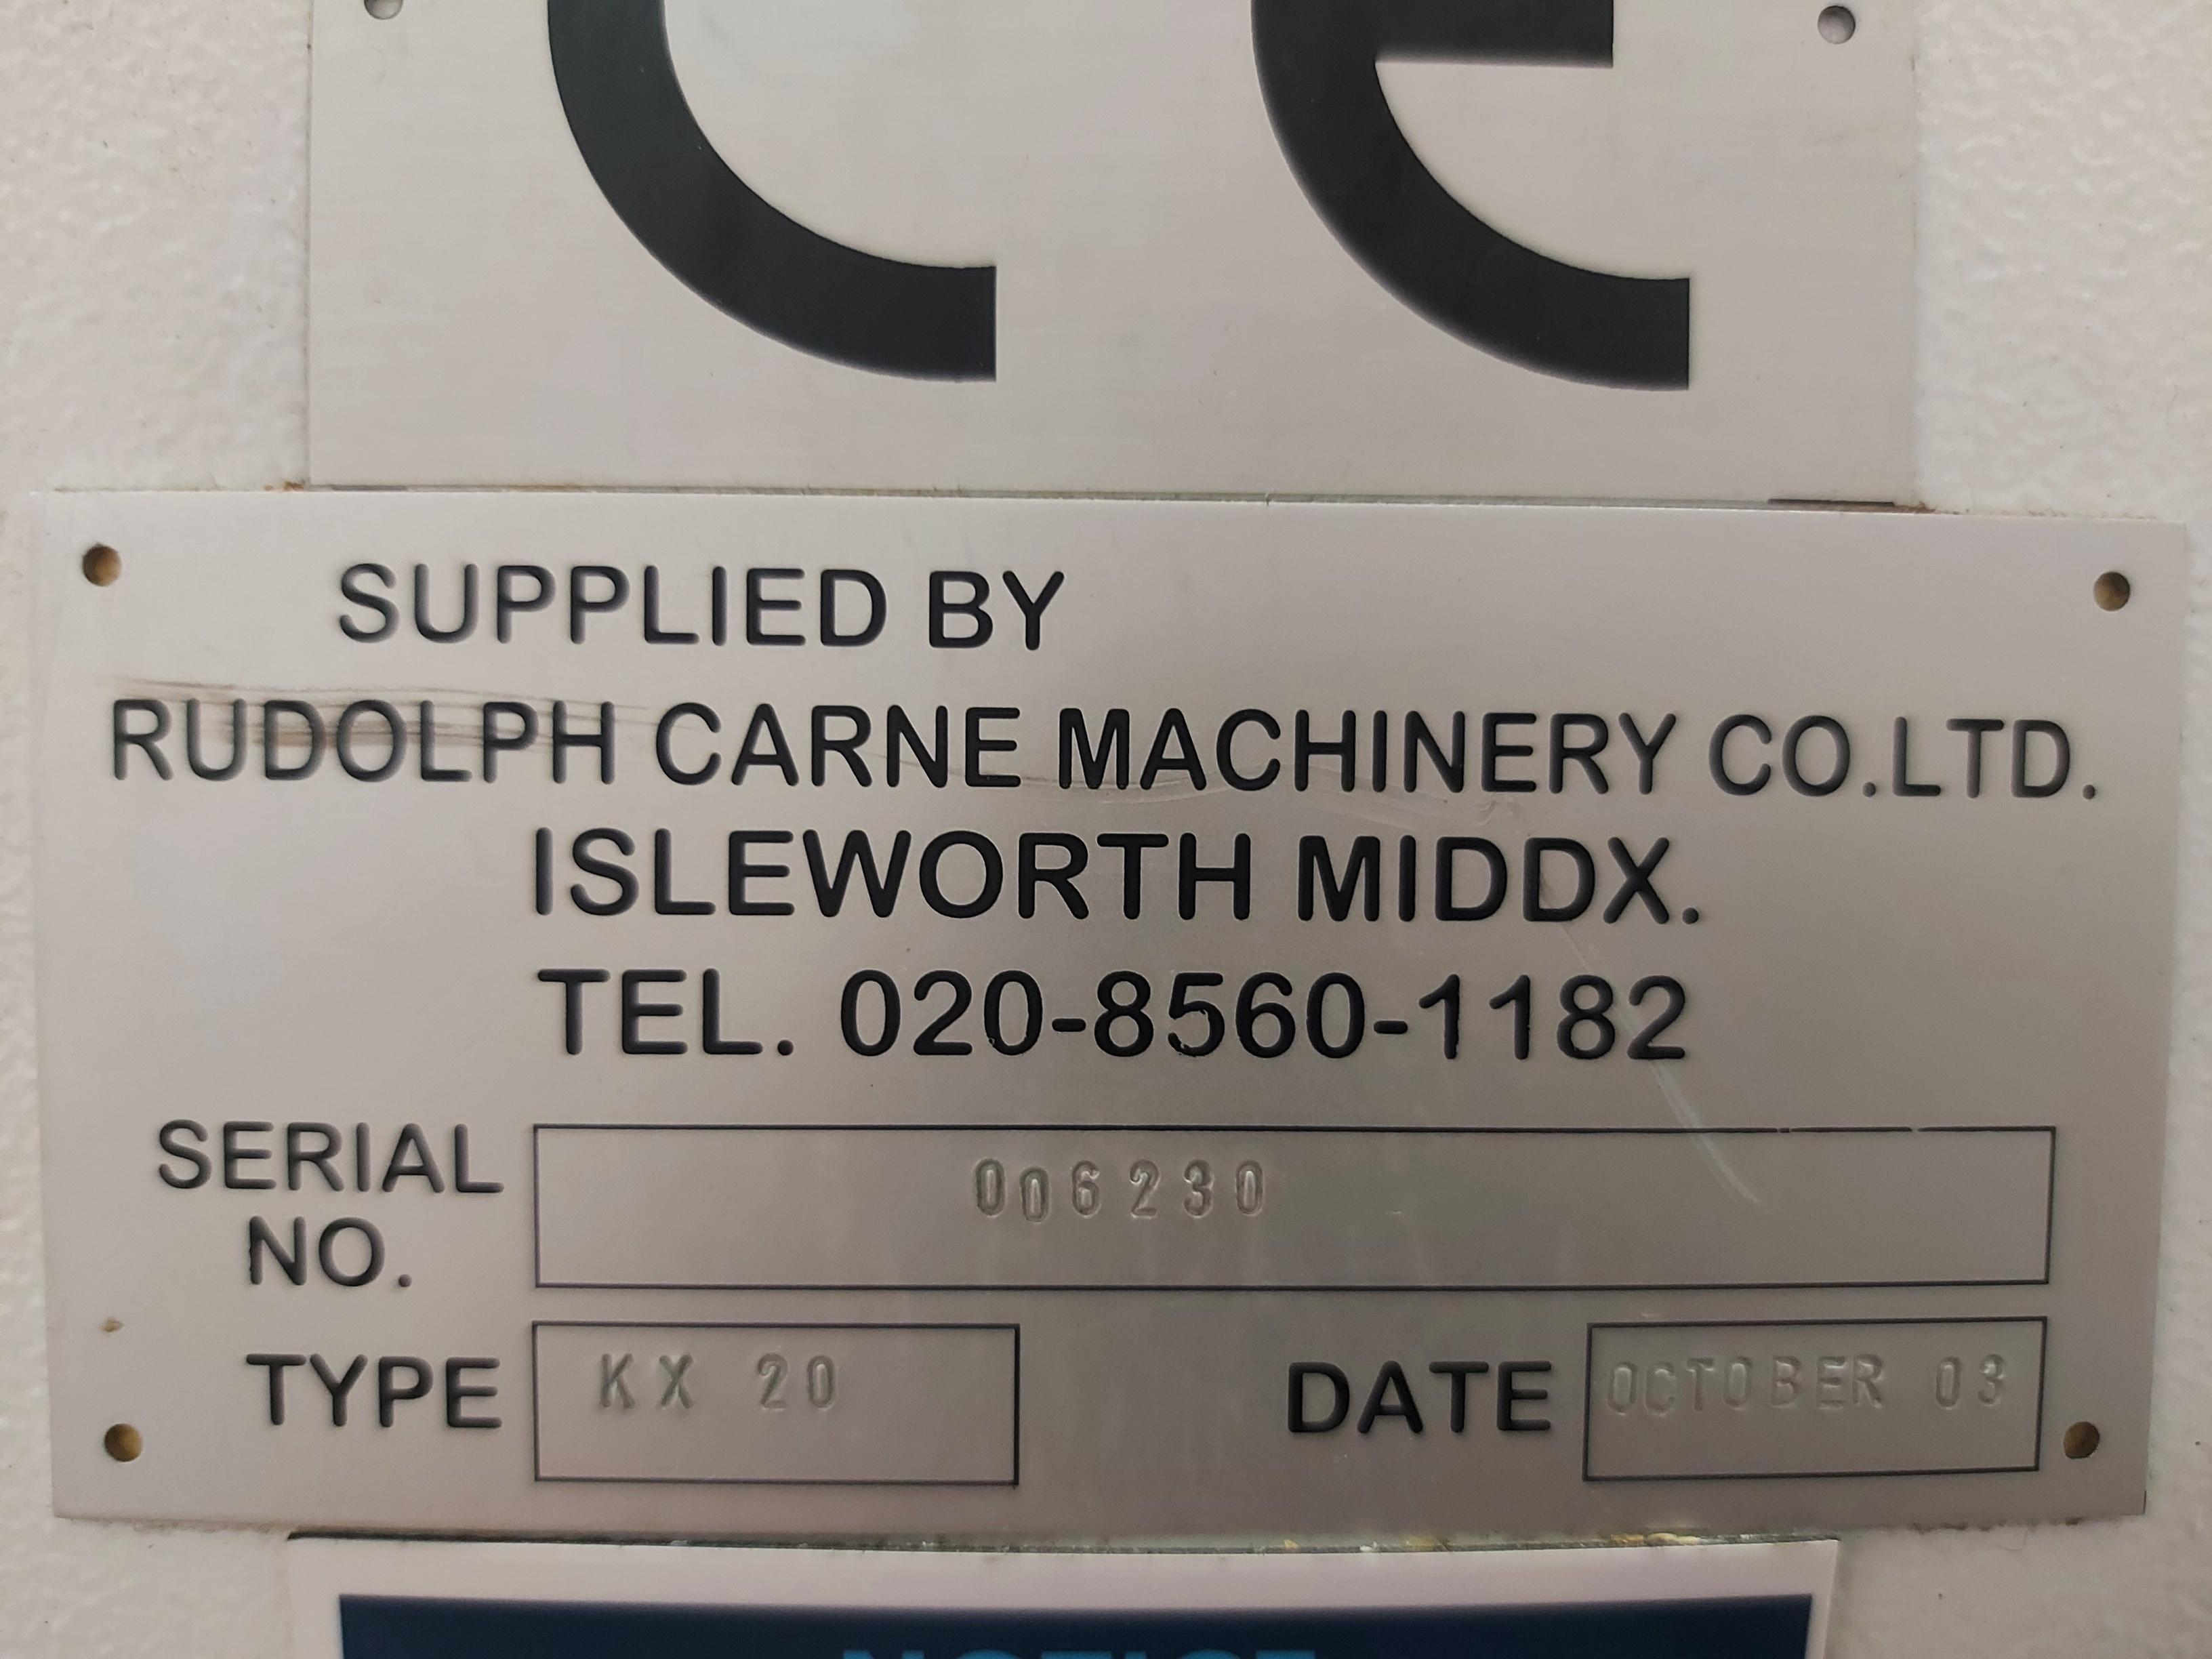 CE
SUPPLIED BY
RUDOLPH CARNE MACHINERY CO.LTD.
ISLEWORTH MIDDX.
TEL. 020-8560-1182
SERIAL NO. 006230
TYPE KX 20 DATE OCTOBER 03
NOTICE